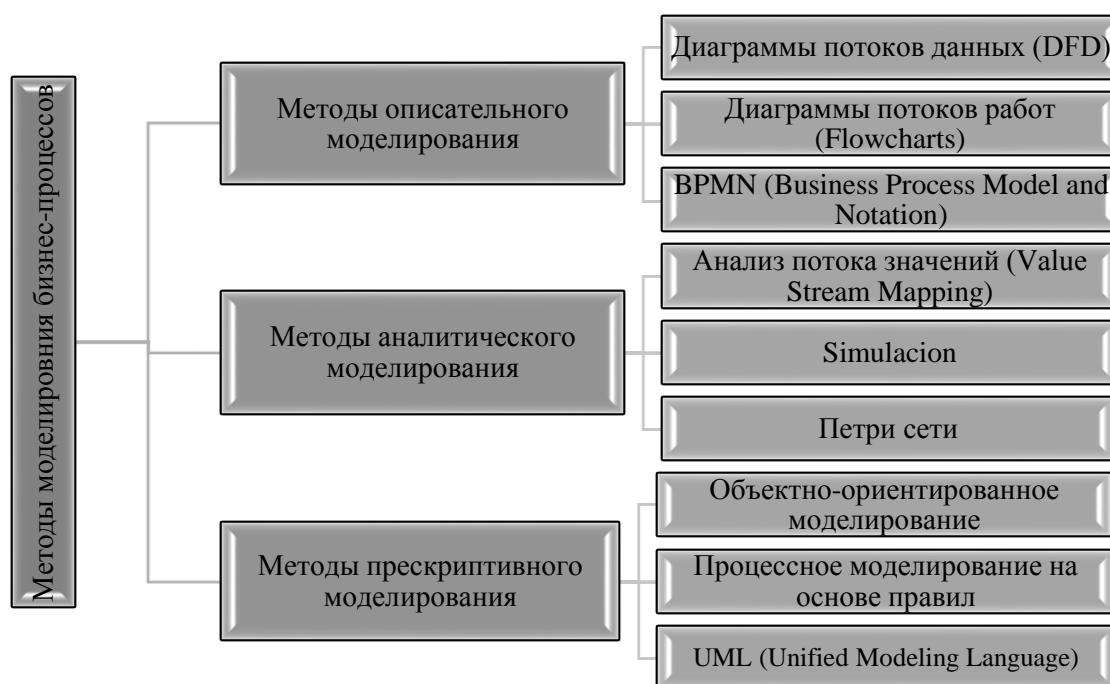 Методы моделировния бизнес-процессов
Методы описательного
моделирования
Диаграммы потоков данных (DFD)
Диаграммы потоков работ
(Flowcharts)
BPMN (Business Process Model and
Notation)
Методы аналитического
моделирования
Анализ потока значений (Value
Stream Mapping)
Simulacion
Петри сети
Методы прескриптивного
моделирования
Объектно-ориентированное
моделирование
Процессное моделирование на
основе правил
UML (Unified Modeling Language)